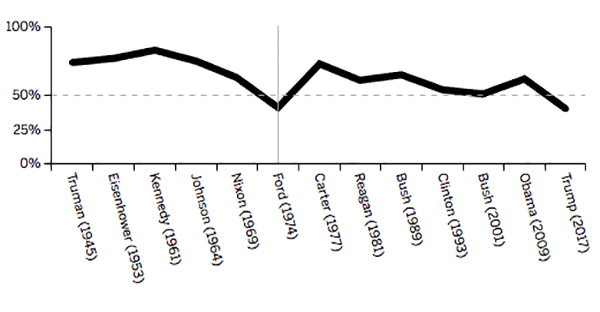 100%
50%
25%
0%
Truman (1945)
Eisenhower (1953)
Kennedy (1961)
Johnson (1964)
Nixon (1969)
Ford (1974)
Carter (1977)
Reagan (1981)
Bush (1989)
Clinton (1993)
Bush (2001)
Obama (2009)
Trump (2017)